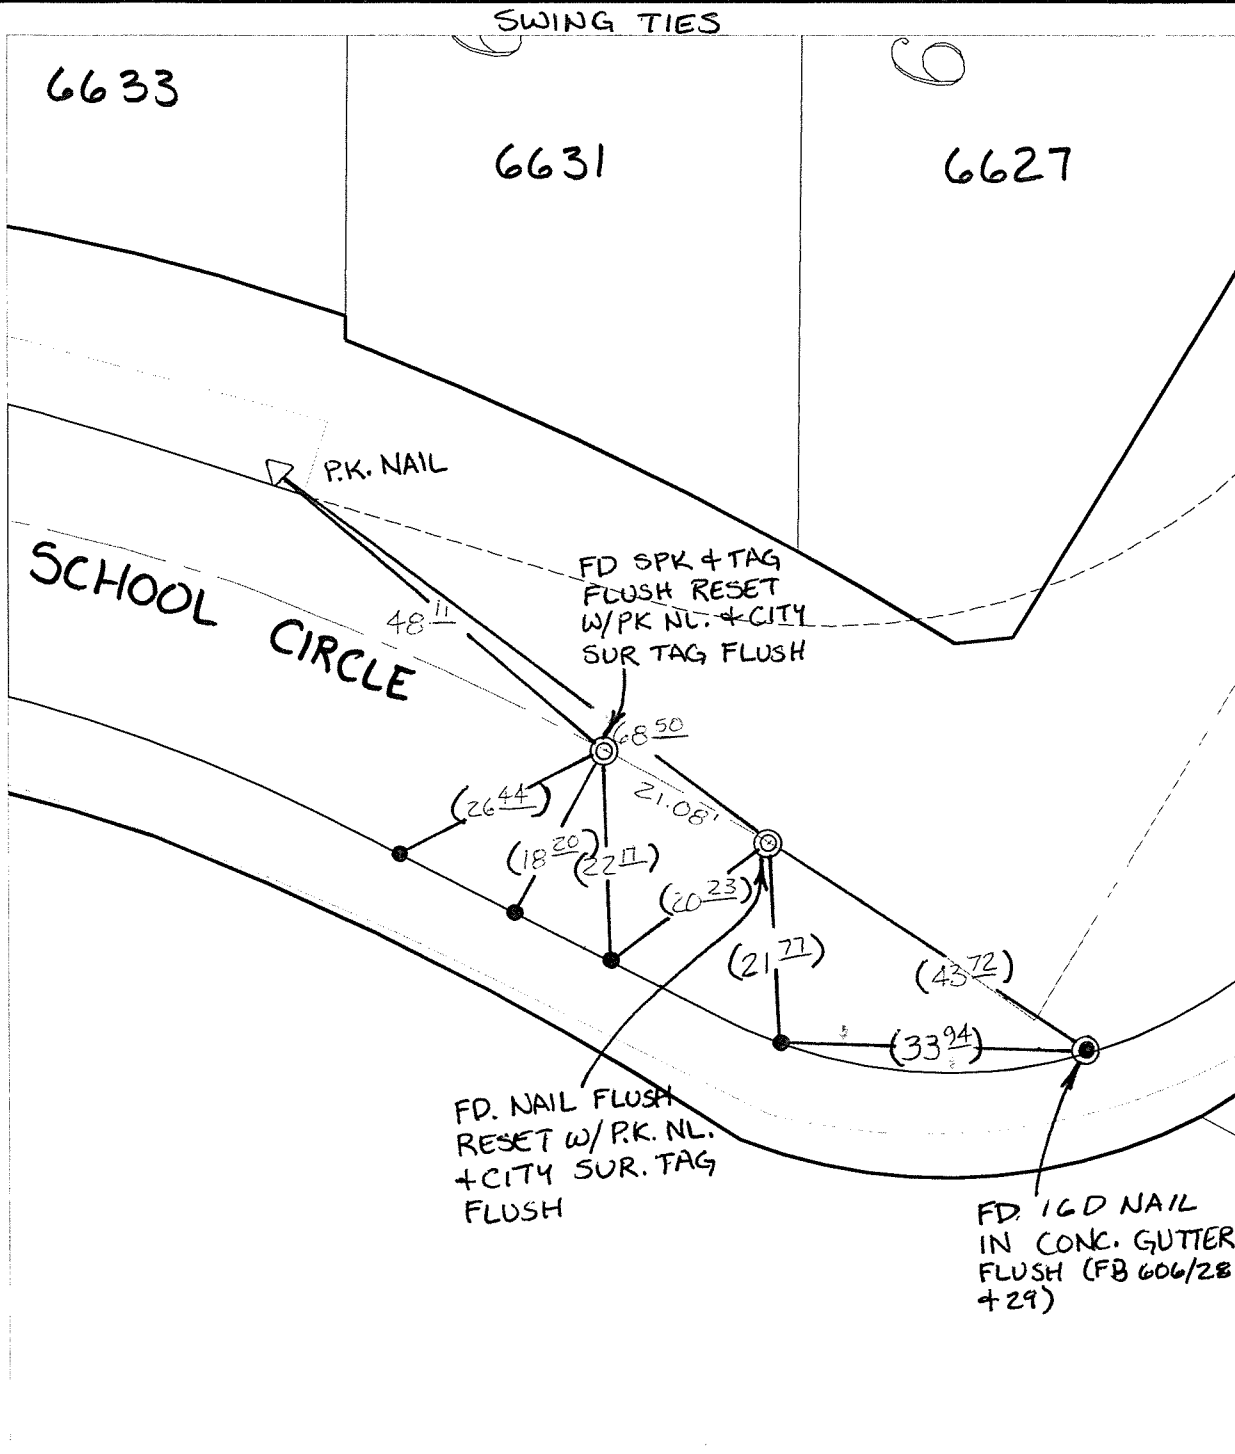 SWING TIES
6633
6631
6627
P.K. NAIL
SCHOOL CIRCLE
FD SPK & TAG
FLUSH RESET
W/PK NL. & CITY
SUR TAG FLUSH
48 11
68 50
21.08'
(26 44)
(18 20)
(22 17)
(20 23)
(21 77)
(43 72)
(33 94)
FD. NAIL FLUSH
RESET W/ P.K. NL.
& CITY SUR. TAG
FLUSH
FD. 16D NAIL
IN CONC. GUTTER
FLUSH (FB 606/28
& 29)